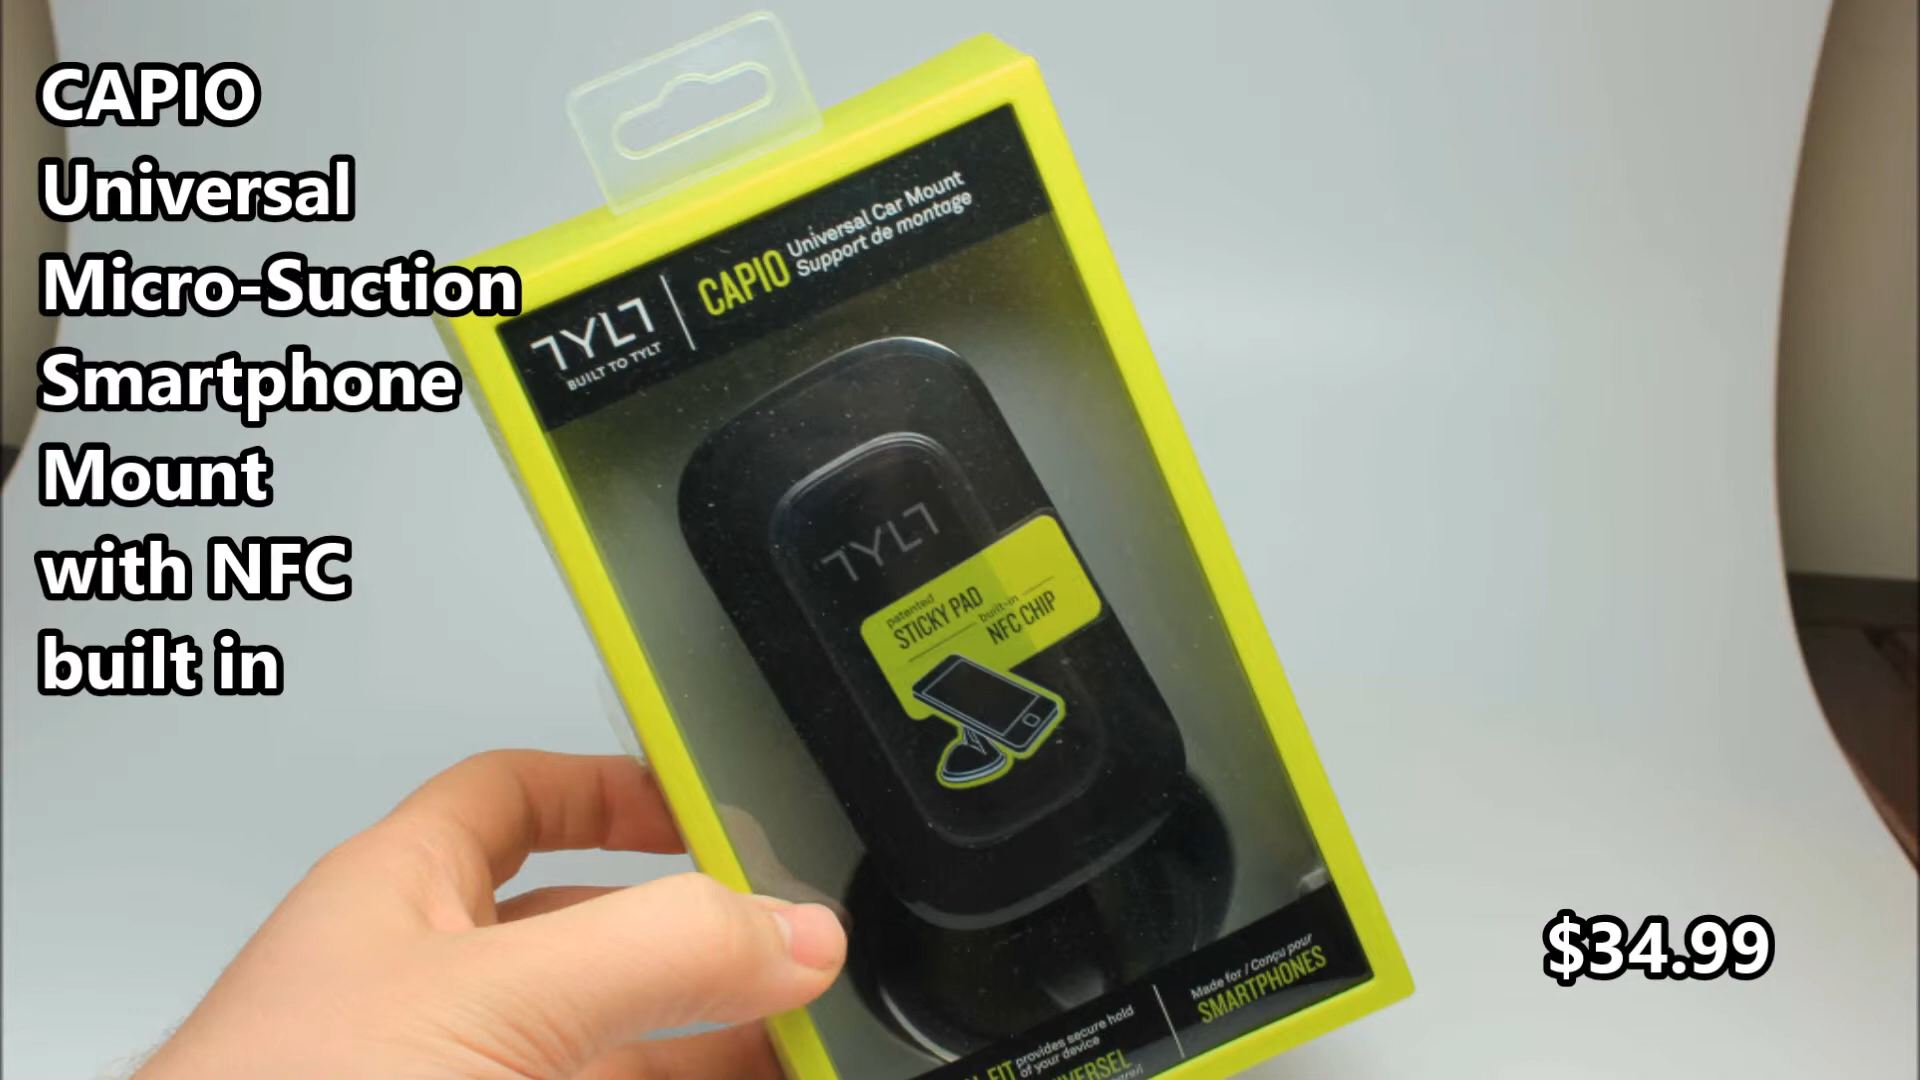 CAPIO
Universal
Micro-Suction
Smartphone
Mount
with NFC
built in
$34.99
TYLT
BUILT TO TYLT
CAPIO
Universal Car Mount
Support de montage
TYLT
patented
STICKY PAD
built-in
NFC CHIP
FIT provides secure hold
of your device
Made for / Conçu pour
SMARTPHONES